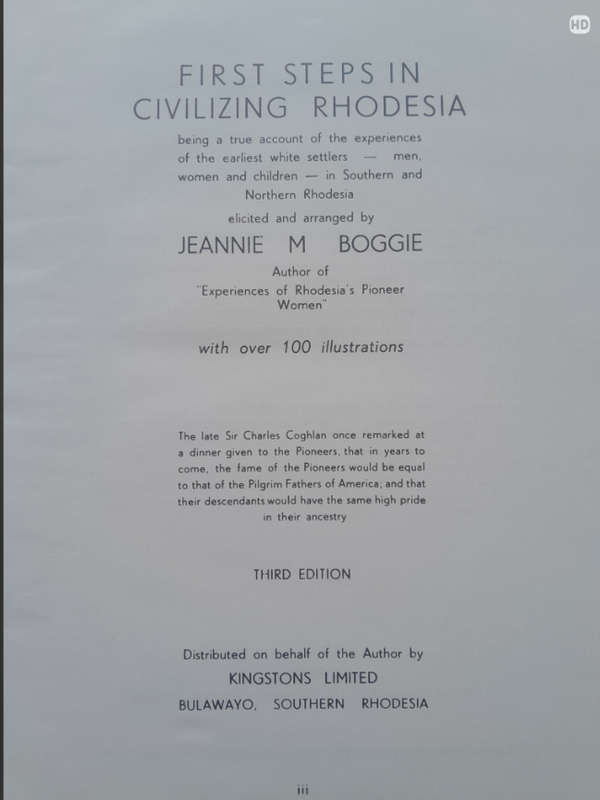 HD
FIRST STEPS IN
CIVILIZING RHODESIA
being a true account of the experiences
of the earliest white settlers — men,
women and children — in Southern and
Northern Rhodesia
elicited and arranged by
JEANNIE M BOGGIE
Author of
"Experiences of Rhodesia's Pioneer
Women"
with over 100 illustrations
The late Sir Charles Coghlan once remarked at
a dinner given to the Pioneers, that in years to
come, the fame of the Pioneers would be equal
to that of the Pilgrim Fathers of America; and that
their descendants would have the same high pride
in their ancestry
THIRD EDITION
Distributed on behalf of the Author by
KINGSTONS LIMITED
BULAWAYO, SOUTHERN RHODESIA
iii